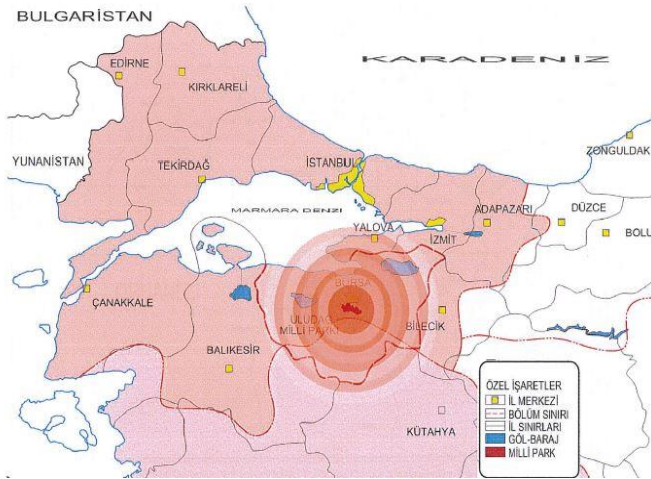 BULGARİSTAN
KARADENİZ
EDİRNE
KIRKLARELİ
ZONGULDAK
YUNANİSTAN
TEKİRDAĞ
İSTANBUL
MARMARA DENZİ
ADAPAZARI
DÜZCE
YALOVA
İZMİT
BOLU
BURSA
ÇANAKKALE
ULUDAĞ
MİLLİ PARKI
BİLECİK
BALIKESİR
KÜTAHYA
ÖZEL İŞARETLER
İL MERKEZİ
BÖLÜM SINIRI
İL SINIRLARI
GÖL-BARAJ
MİLLİ PARK